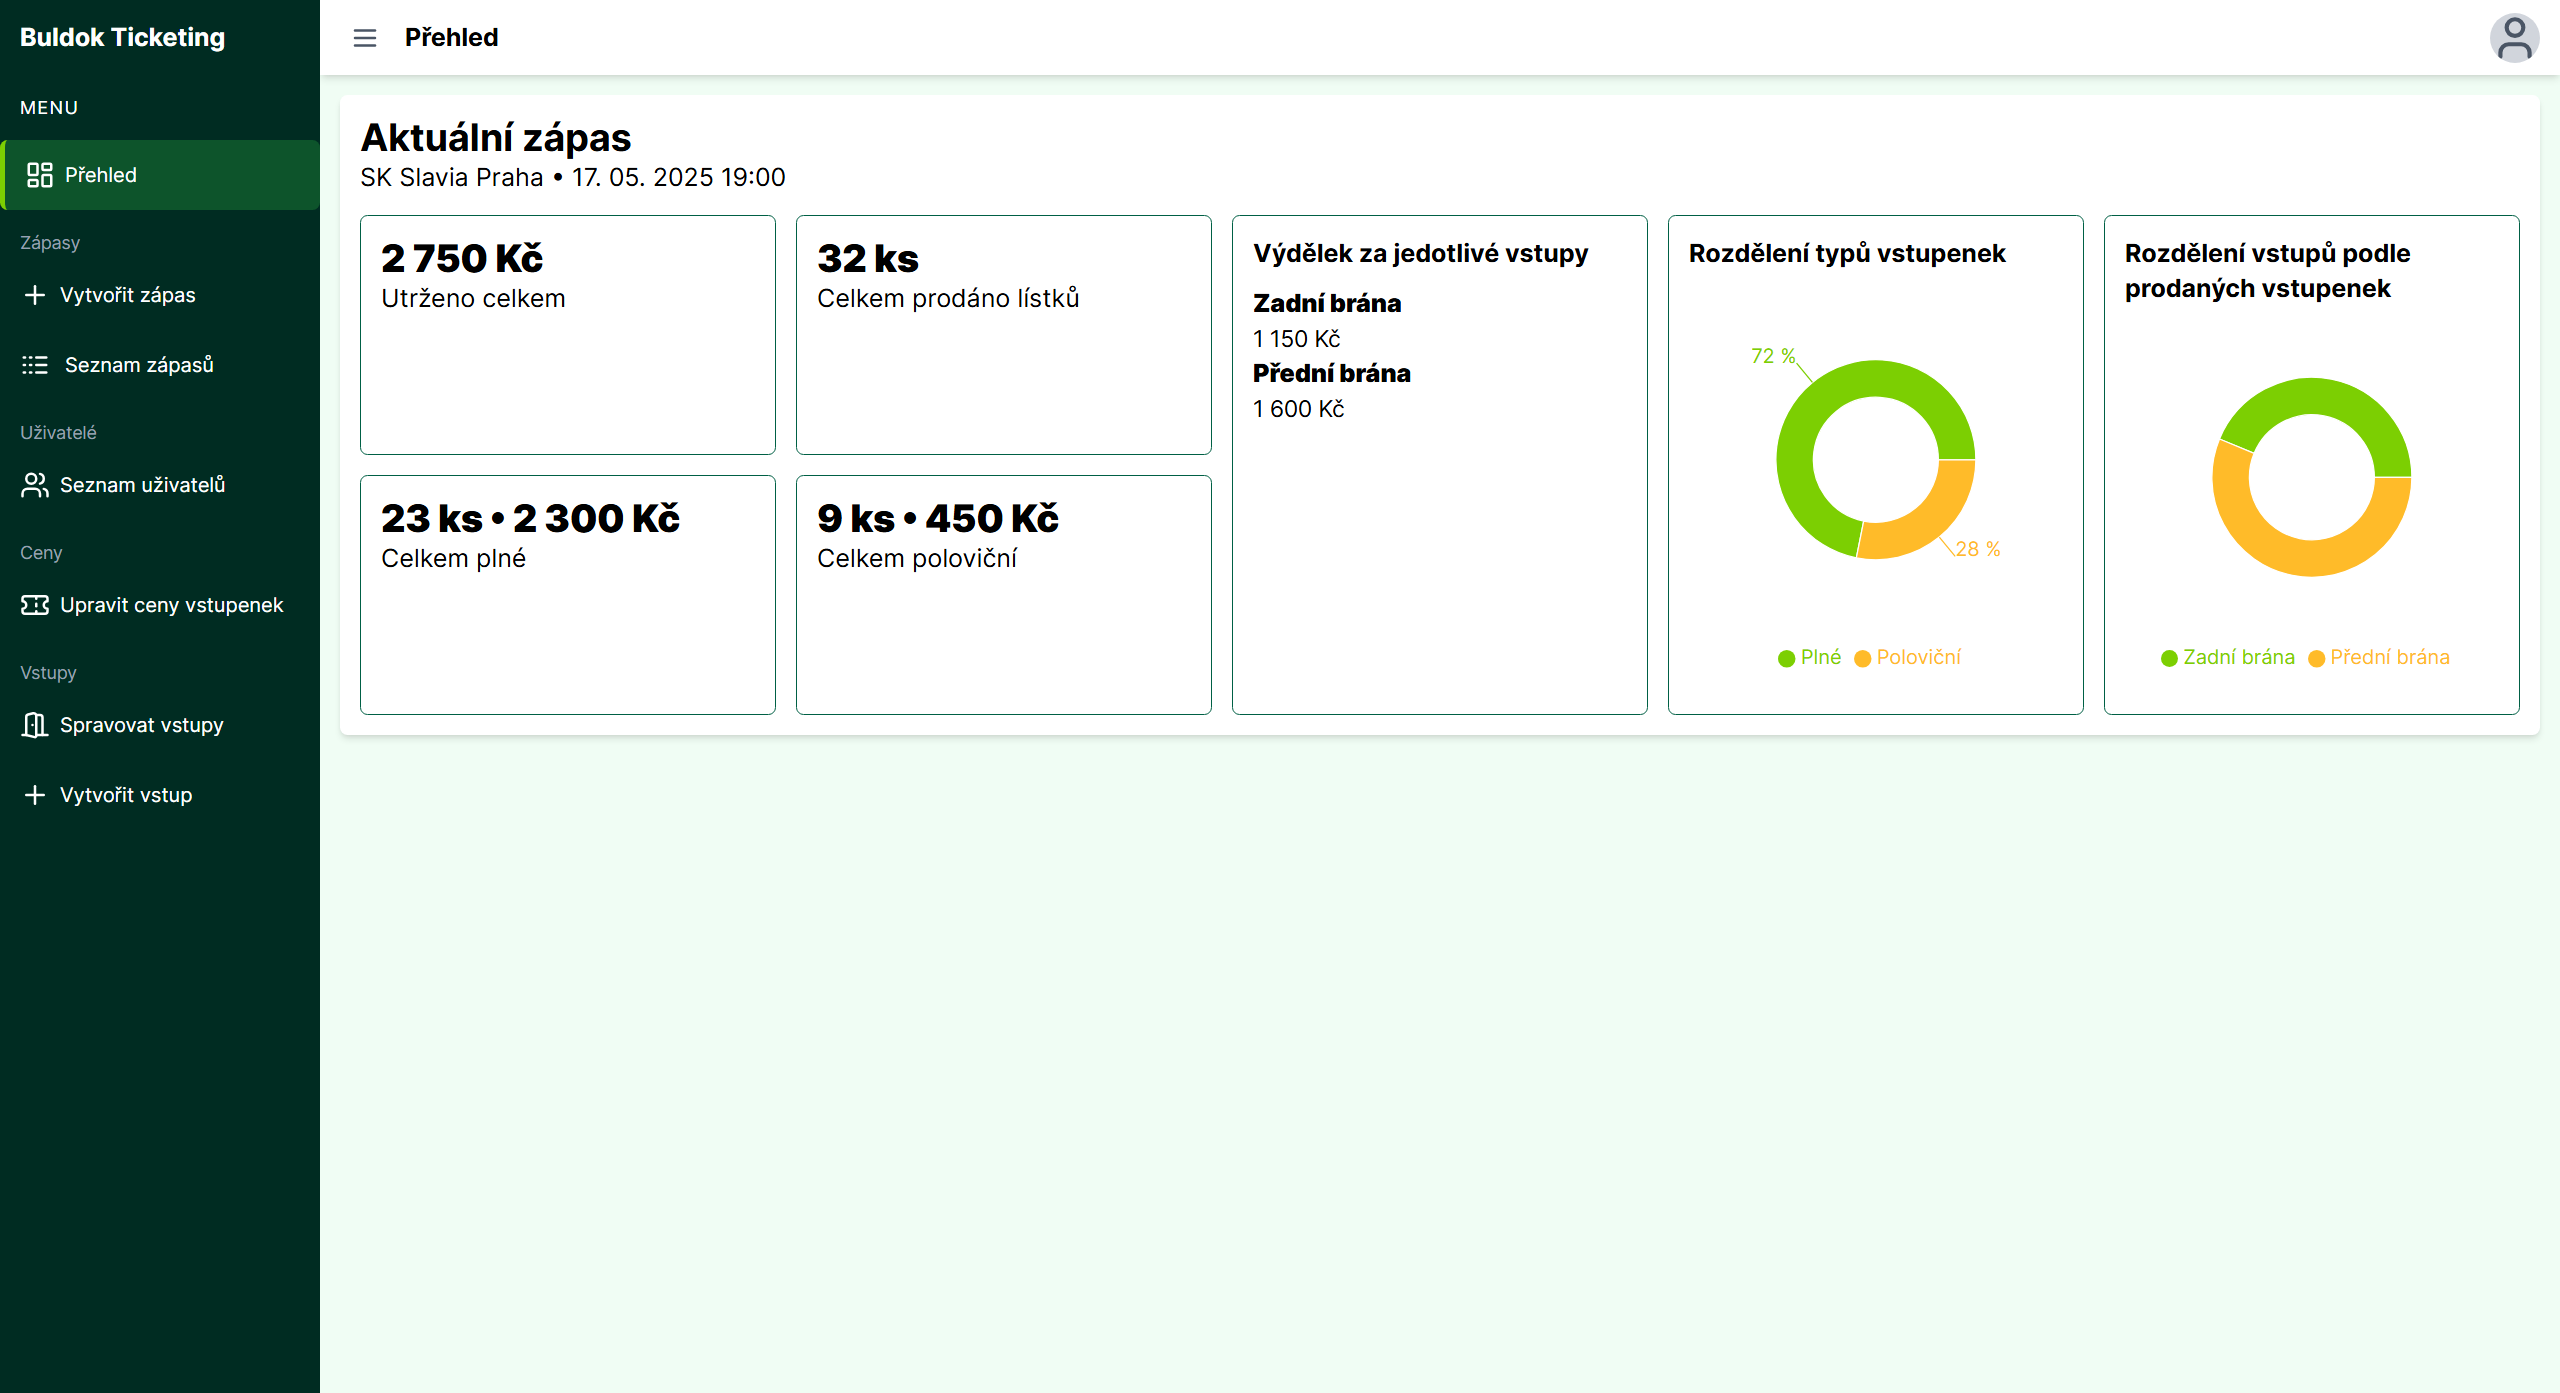 Buldok Ticketing
MENU
Přehled
Zápasy
Vytvořit zápas
Seznam zápasů
Uživatelé
Seznam uživatelů
Ceny
Upravit ceny vstupenek
Vstupy
Spravovat vstupy
Vytvořit vstup
Přehled
Aktuální zápas
SK Slavia Praha • 17. 05. 2025 19:00
2 750 Kč
Utrženo celkem
32 ks
Celkem prodáno lístků
23 ks • 2 300 Kč
Celkem plné
9 ks • 450 Kč
Celkem poloviční
Výdělek za jedotlivé vstupy
Zadní brána
1 150 Kč
Přední brána
1 600 Kč
Rozdělení typů vstupenek
72 %
28 %
Plné Poloviční
Rozdělení vstupů podle
prodaných vstupenek
Zadní brána Přední brána